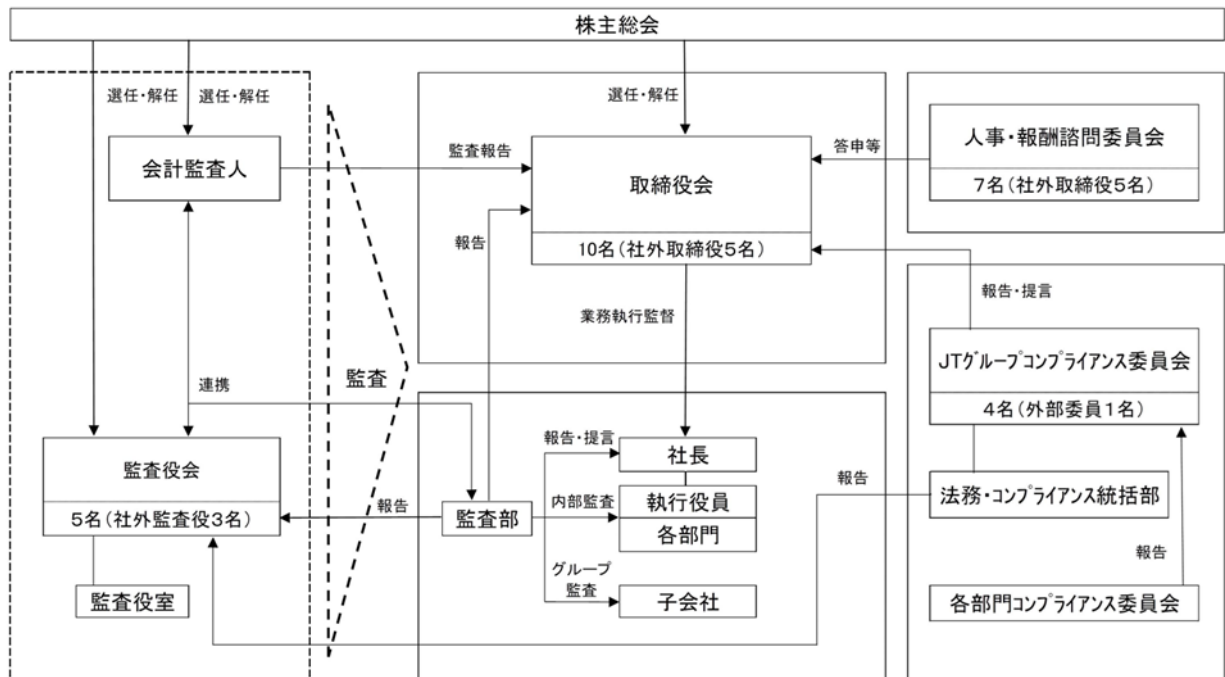 株主総会
選任・解任
選任・解任
選任・解任
会計監査人
監査報告
取締役会
10名(社外取締役5名)
答申等
人事・報酬諮問委員会
7名(社外取締役5名)
報告
業務執行監督
報告・提言
JTグループコンプライアンス委員会
4名(外部委員1名)
連携
監査
監査役会
5名(社外監査役3名)
監査役室
報告
監査部
報告・提言
内部監査
グループ
監査
社長
執行役員
各部門
子会社
報告
法務・コンプライアンス統括部
報告
各部門コンプライアンス委員会